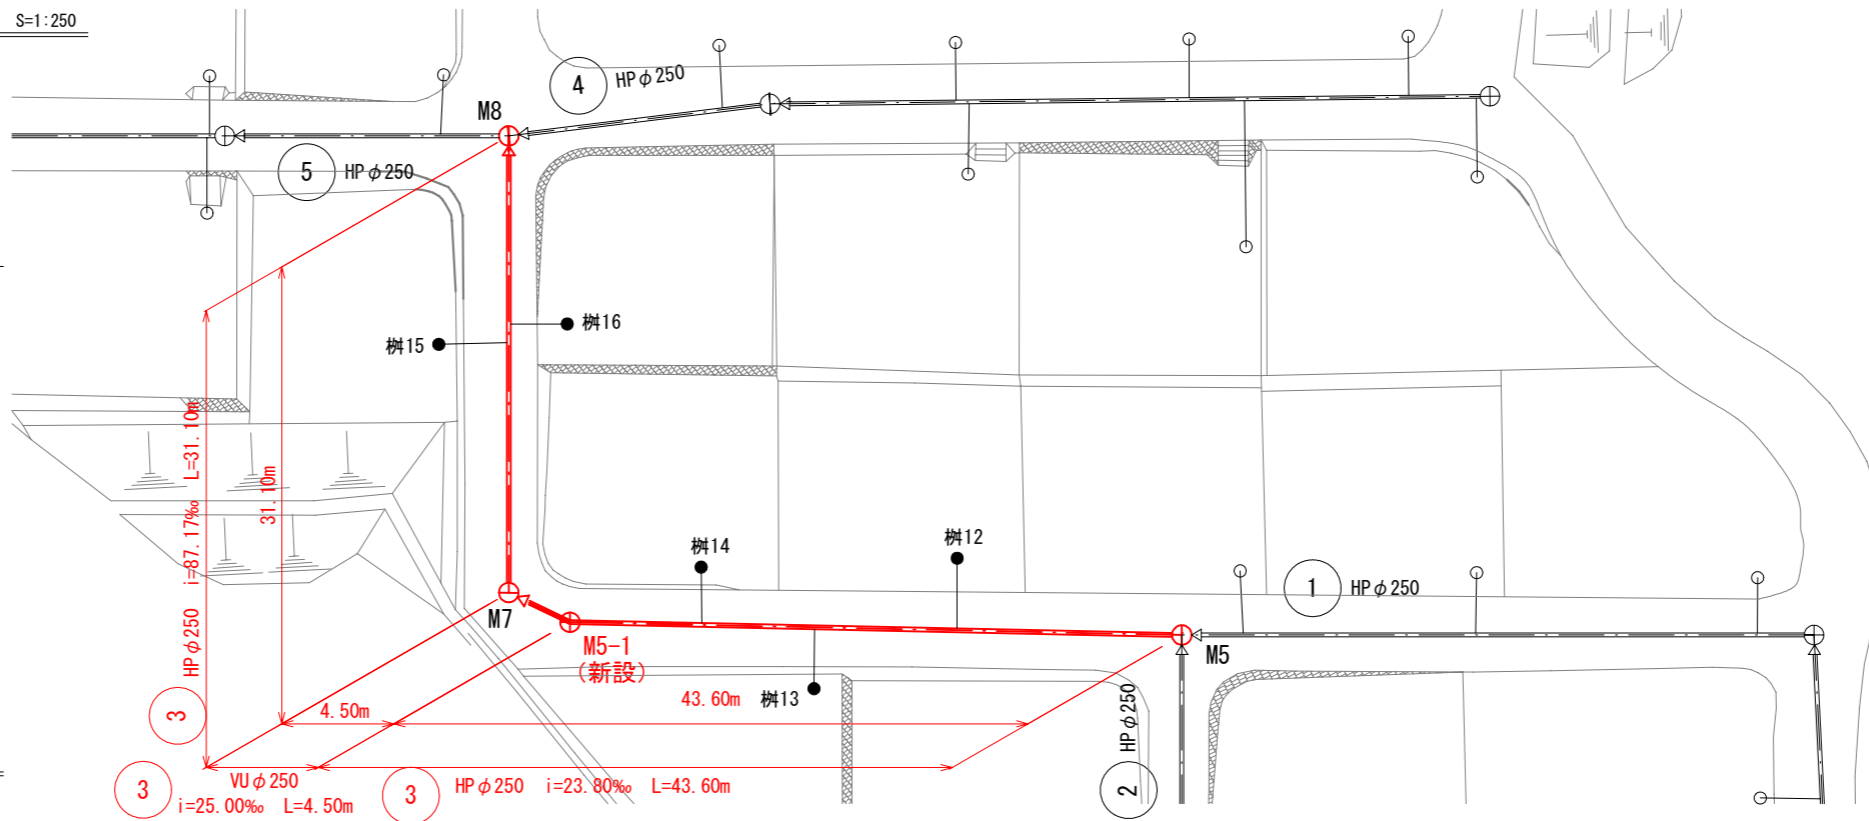 S=1:250
4 HPφ250
M8
5 HPφ250
桝16
桝15
HPφ250 i=87.17‰ L=31.10m
31.10m
桝14
桝12
1 HPφ250
M7
M5-1
(新設)
M5
3
4.50m
43.60m 桝13
2 HPφ250
3 VUφ250
i=25.00‰ L=4.50m
3 HPφ250 i=23.80‰ L=43.60m